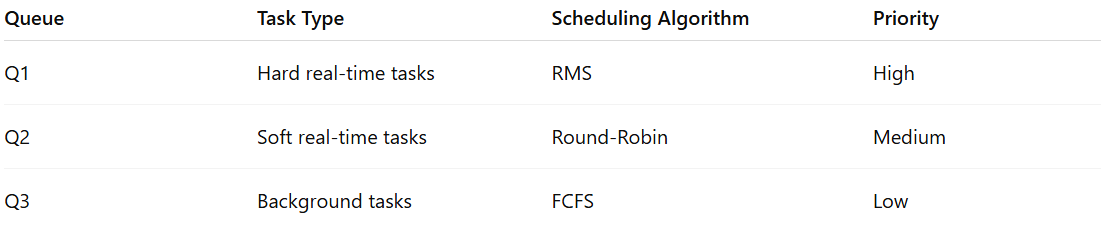 Queue Task Type Scheduling Algorithm Priority
Q1 Hard real-time tasks RMS High
Q2 Soft real-time tasks Round-Robin Medium
Q3 Background tasks FCFS Low